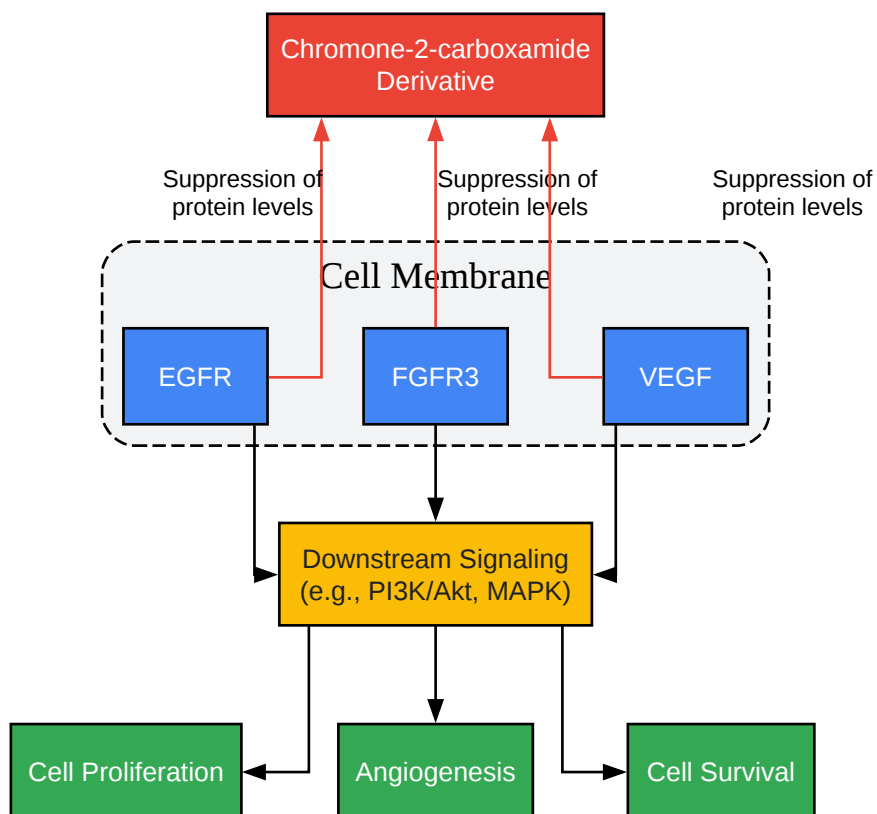 Chromone-2-carboxamide
Derivative
Suppression of
protein levels
Suppression of
protein levels
Suppression of
protein levels
Cell Membrane
EGFR
FGFR3
VEGF
Downstream Signaling
(e.g., PI3K/Akt, MAPK)
Cell Proliferation
Angiogenesis
Cell Survival